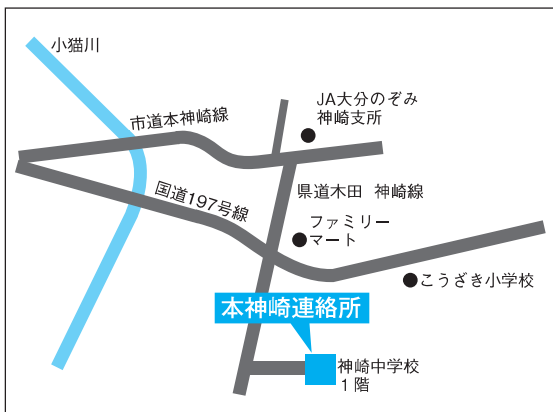 小猫川
市道本神崎線
JA大分のぞみ
神崎支所
県道木田 神崎線
国道197号線
ファミリー
マート
こうざき小学校
本神崎連絡所
神崎中学校
1階